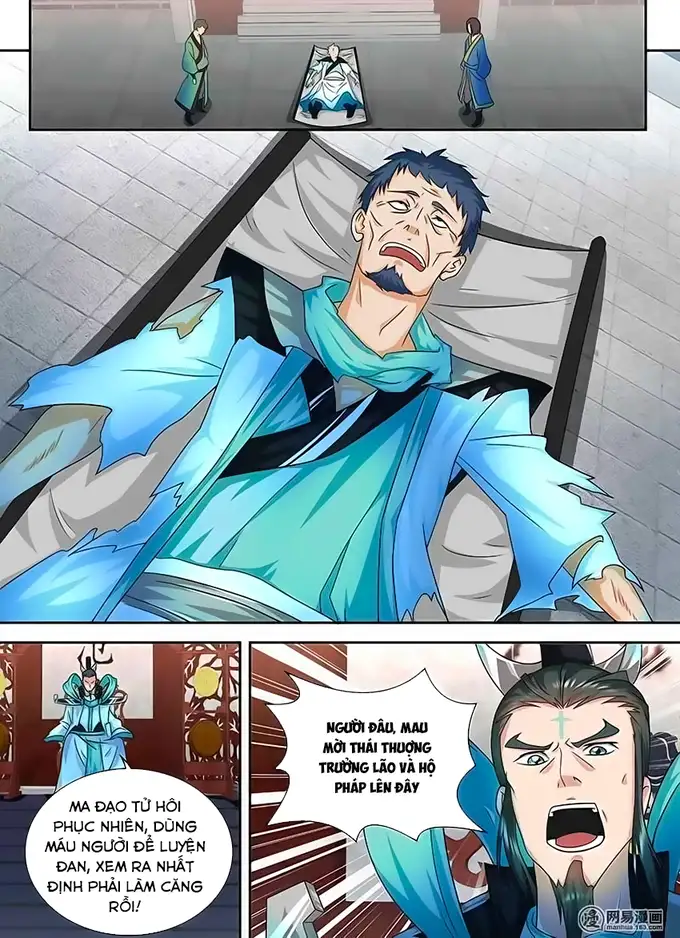 NGƯỜI ĐÂU, MAU
MỜI THÁI THƯỢNG
TRƯỞNG LÃO VÀ HỘ
PHÁP LÊN ĐÂY
MA ĐẠO TỬ HÔI
PHỤC NHIÊN, DÙNG
MÁU NGƯỜI ĐỂ LUYỆN
ĐAN, XEM RA NHẤT
ĐỊNH PHẢI LÀM CĂNG
RỒI!
网易漫画
manhua.163.com